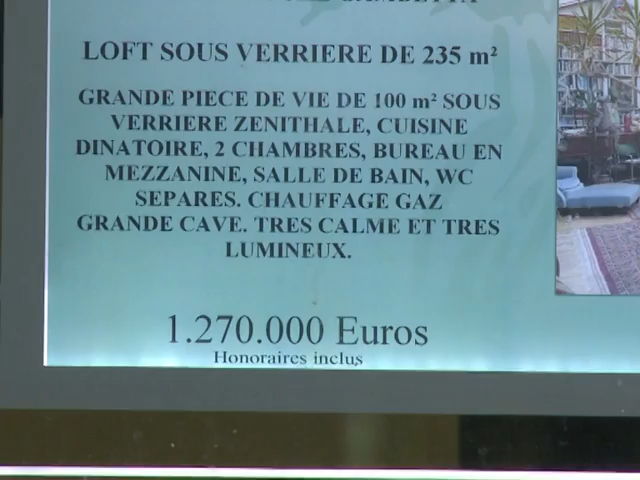 LOFT SOUS VERRIERE DE 235 m²
GRANDE PIECE DE VIE DE 100 m² SOUS
VERRIERE ZENITHALE, CUISINE
DINATOIRE, 2 CHAMBRES, BUREAU EN
MEZZANINE, SALLE DE BAIN, WC
SEPARES. CHAUFFAGE GAZ
GRANDE CAVE. TRES CALME ET TRES
LUMINEUX.
1.270.000 Euros
Honoraires inclus